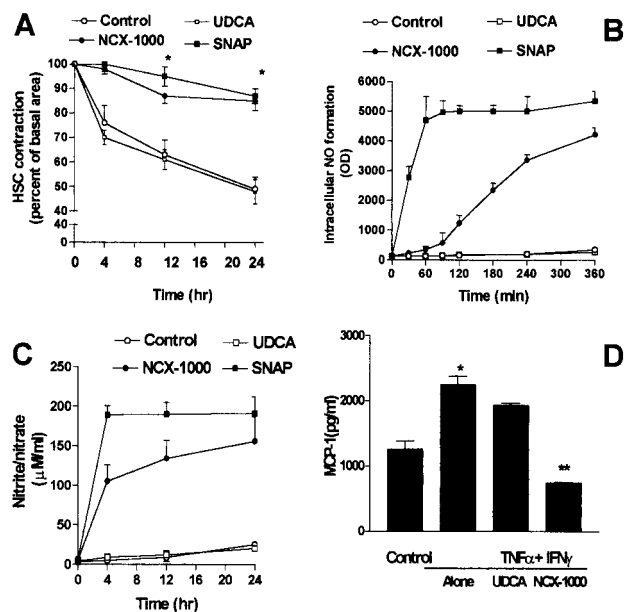 A
Control
UDCA
NCX-1000
SNAP
HSC contraction
(percent of basal area)
100
90
80
70
60
50
40
0
*
*
0
4
8
12
16
20
24
Time (hr)
B
Control
UDCA
NCX-1000
SNAP
Intracellular NO formation
(OD)
6000
5000
4000
3000
2000
1000
0
0
60
120
180
240
300
360
Time (min)
C
Control
UDCA
NCX-1000
SNAP
Nitrite/nitrate
(µM/ml)
250
200
150
100
50
0
0
4
8
12
16
20
24
Time (hr)
D
MCP-1(pg/ml)
3000
2000
1000
0
*
**
Control
TNFα+ IFNγ
Alone
UDCA
NCX-1000